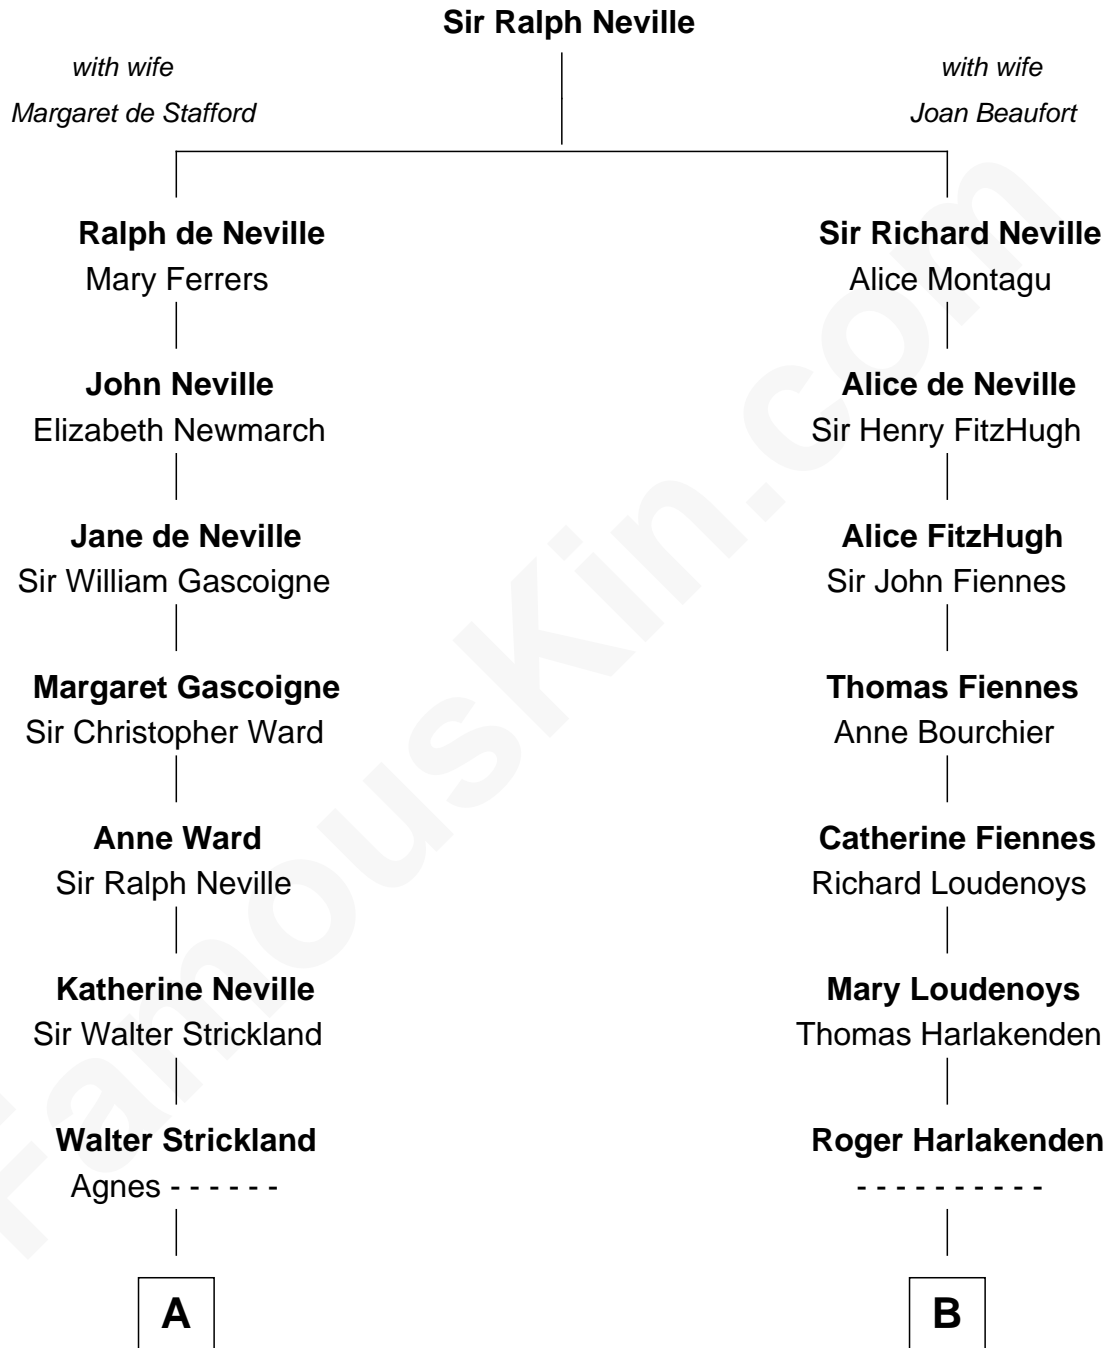 Sir Ralph Neville
with wife
Margaret de Stafford
with wife
Joan Beaufort
Ralph de Neville
Mary Ferrers
Sir Richard Neville
Alice Montagu
John Neville
Elizabeth Newmarch
Alice de Neville
Sir Henry FitzHugh
Jane de Neville
Sir William Gascoigne
Alice FitzHugh
Sir John Fiennes
Margaret Gascoigne
Sir Christopher Ward
Thomas Fiennes
Anne Bourchier
Anne Ward
Sir Ralph Neville
Catherine Fiennes
Richard Loudenoys
Katherine Neville
Sir Walter Strickland
Mary Loudenoys
Thomas Harlakenden
Walter Strickland
Agnes - - - - - -
Roger Harlakenden
- - - - - - - - - -
A
B
FamousKin.com